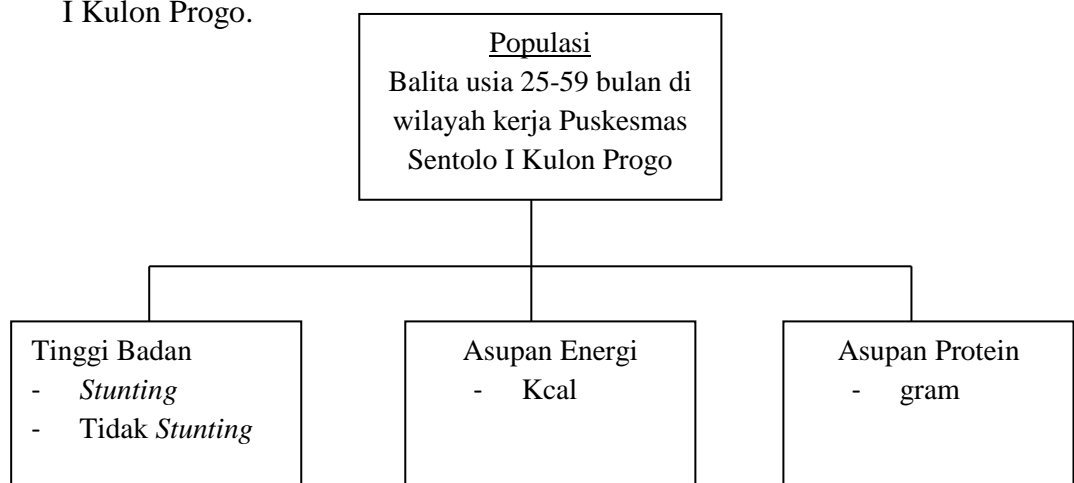 I Kulon Progo.
Populasi
Balita usia 25-59 bulan di
wilayah kerja Puskesmas
Sentolo I Kulon Progo
Tinggi Badan
- Stunting
- Tidak Stunting
Asupan Energi
- Kcal
Asupan Protein
- gram